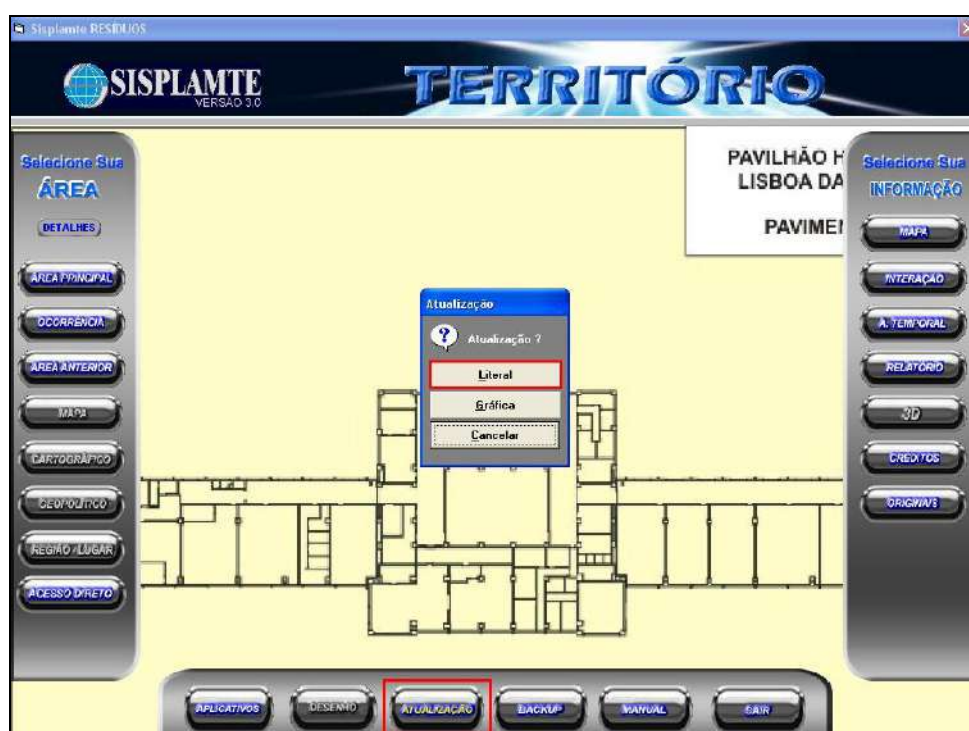 Sisplamte RESÍDUOS
SISPLAMTE
VERSÃO 3.0
TERRITÓRIO
Selecione Sua
ÁREA
DETALHES
ÁREA PRINCIPAL
OCORRÊNCIA
ÁREA ANTERIOR
MAPA
CARTOGRÁFICO
GEOPOLÍTICO
REGIÃO / LUGAR
ACESSO DIRETO
PAVILHÃO H
LISBOA DA
PAVIMEN
Atualização
Atualização ?
Literal
Gráfica
Cancelar
Selecione Sua
INFORMAÇÃO
MAPA
INTERAÇÃO
A. TEMPORAL
RELATÓRIO
3D
CRÉDITOS
ORIGINAIS
APLICATIVOS
DESENHO
ATUALIZAÇÃO
BACKUP
MANUAL
SAIR